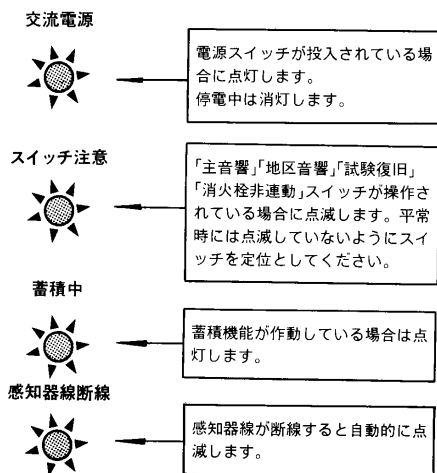 交流電源
電源スイッチが投入されている場
合に点灯します。
停電中は消灯します。
スイッチ注意
「主音響」「地区音響」「試験復旧」
「消火栓非連動」スイッチが操作さ
れている場合に点減します。平常
時には点減していないようにスイ
ッチを定位としてください。
蓄積中
蓄積機能が作動している場合は点
灯します。
感知器線断線
感知器線が断線すると自動的に点
減します。